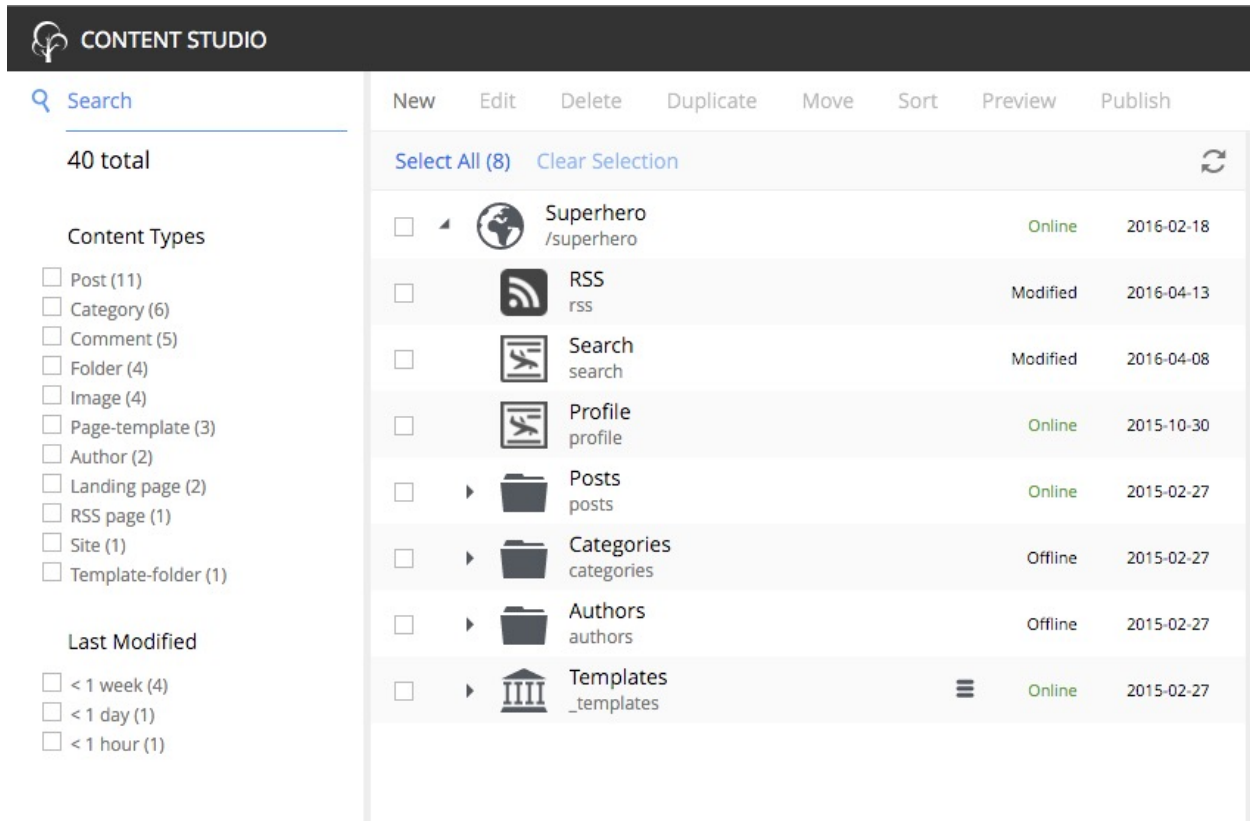 CONTENT STUDIO
Search
40 total
Content Types
Post (11)
Category (6)
Comment (5)
Folder (4)
Image (4)
Page-template (3)
Author (2)
Landing page (2)
RSS page (1)
Site (1)
Template-folder (1)
Last Modified
< 1 week (4)
< 1 day (1)
< 1 hour (1)
New Edit Delete Duplicate Move Sort Preview Publish
Select All (8) Clear Selection
Superhero
/superhero
Online 2016-02-18
RSS
rss
Modified 2016-04-13
Search
search
Modified 2016-04-08
Profile
profile
Online 2015-10-30
Posts
posts
Online 2015-02-27
Categories
categories
Offline 2015-02-27
Authors
authors
Offline 2015-02-27
Templates
_templates
Online 2015-02-27